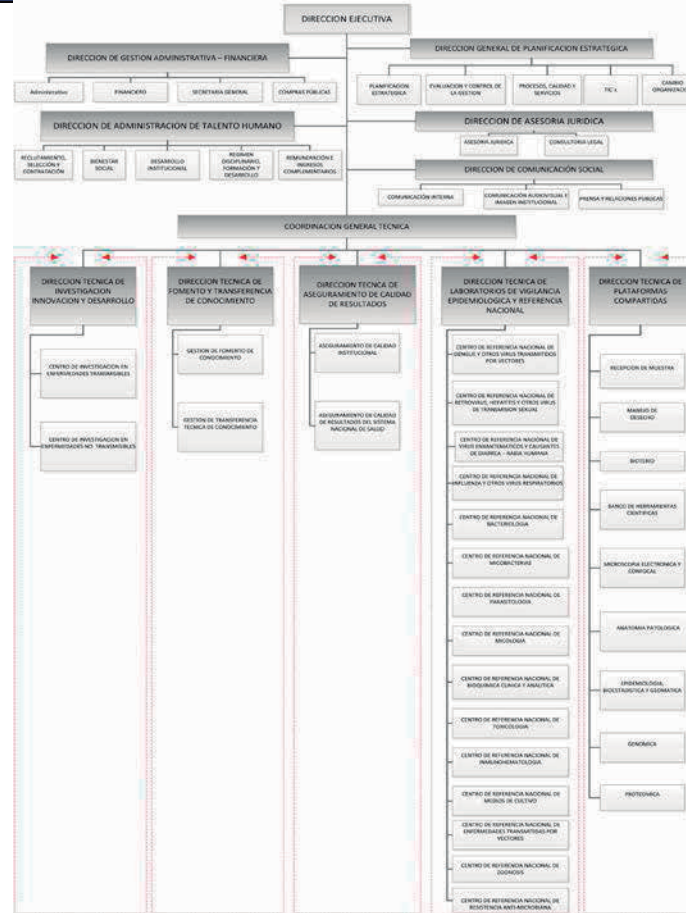 DIRECCION EJECUTIVA
DIRECCION DE GESTION ADMINISTRATIVA – FINANCIERA
Administrativo
FINANCIERO
SECRETARIA GENERAL
COMPRAS PÚBLICAS
DIRECCION GENERAL DE PLANIFICACION ESTRATEGICA
PLANIFICACION
ESTRATEGICA
EVALUACION Y CONTROL DE
LA GESTION
PROCESOS, CALIDAD Y
SERVICIOS
TIC´s
CAMBIO
ORGANIZACIO
DIRECCION DE ADMINISTRACION DE TALENTO HUMANO
RECLUTAMIENTO,
SELECCIÓN Y
CONTRATACIÓN
BIENESTAR
SOCIAL
DESARROLLO
INSTITUCIONAL
REGIMEN
DISCIPLINARIO,
FORMACIÓN Y
DESARROLLO
REMUNERACIÓN E
INGRESOS
COMPLEMENTARIOS
DIRECCION DE ASESORIA JURIDICA
ASESORIA JURIDICA
CONSULTORIA LEGAL
DIRECCION DE COMUNICACIÓN SOCIAL
COMUNICACIÓN INTERNA
COMUNICACIÓN AUDIOVISUAL E
IMAGEN INSTITUCIONAL
PRENSA Y RELACIONES PÚBLICAS
COORDINACION GENERAL TECNICA
DIRECCION TECNICA DE
INVESTIGACION
INNOVACION Y DESARROLLO
CENTRO DE INVESTIGACION EN
ENFERMEDADES TRANSMISIBLES
CENTRO DE INVESTIGACION EN
ENFERMEDADES NO TRANSMISIBLES
DIRECCION TECNICA DE
FOMENTO Y TRANSFERENCIA
DE CONOCIMIENTO
GESTION DE FOMENTO DE
CONOCIMIENTO
GESTION DE TRANSFERENCIA
TECNICA DE CONOCIMIENTO
DIRECCION TECNICA DE
ASEGURAMIENTO DE CALIDAD
DE RESULTADOS
ASEGURAMIENTO DE CALIDAD
INSTITUCIONAL
ASEGURAMIENTO DE CALIDAD
DE RESULTADOS DEL SISTEMA
NACIONAL DE SALUD
DIRECCION TECNICA DE
LABORATORIOS DE VIGILANCIA
EPIDEMIOLOGICA Y REFERENCIA
NACIONAL
CENTRO DE REFERENCIA NACIONAL DE
DENGUE Y OTROS VIRUS TRANSMITIDOS
POR VECTORES
CENTRO DE REFERENCIA NACIONAL DE
RETROVIRUS, HEPATITIS Y OTROS VIRUS
DE TRANSMISION SEXUAL
CENTRO DE REFERENCIA NACIONAL DE
VIRUS EXANTEMATICOS Y CAUSANTES
DE DIARREA – RABIA HUMANA
CENTRO DE REFERENCIA NACIONAL DE
INFLUENZA Y OTROS VIRUS RESPIRATORIOS
CENTRO DE REFERENCIA NACIONAL DE
BACTERIOLOGIA
CENTRO DE REFERENCIA NACIONAL DE
MICOBACTERIAS
CENTRO DE REFERENCIA NACIONAL DE
PARASITOLOGIA
CENTRO DE REFERENCIA NACIONAL DE
MICOLOGIA
CENTRO DE REFERENCIA NACIONAL DE
BIOQUIMICA CLINICA Y ANALITICA
CENTRO DE REFERENCIA NACIONAL DE
TOXICOLOGIA
CENTRO DE REFERENCIA NACIONAL DE
INMUNOHEMATOLOGIA
CENTRO DE REFERENCIA NACIONAL DE
MEDIOS DE CULTIVO
CENTRO DE REFERENCIA NACIONAL DE
ENFERMEDADES TRANSMITIDAS POR
VECTORES
CENTRO DE REFERENCIA NACIONAL DE
ZOONOSIS
CENTRO DE REFERENCIA NACIONAL DE
RESISTENCIA ANTI-MICROBIANA
DIRECCION TECNICA DE
PLATAFORMAS
COMPARTIDAS
RECEPCION DE MUESTRA
MANEJO DE
DESECHO
BIOTERIO
BANCO DE HERRAMIENTAS
CIENTIFICAS
MICROSCOPIA ELECTRONICA Y
CONFOCAL
ANATOMIA PATOLOGICA
EPIDEMIOLOGIA,
BIOESTADISTICA Y GEOMATICA
GENOMICA
PROTEOMICA